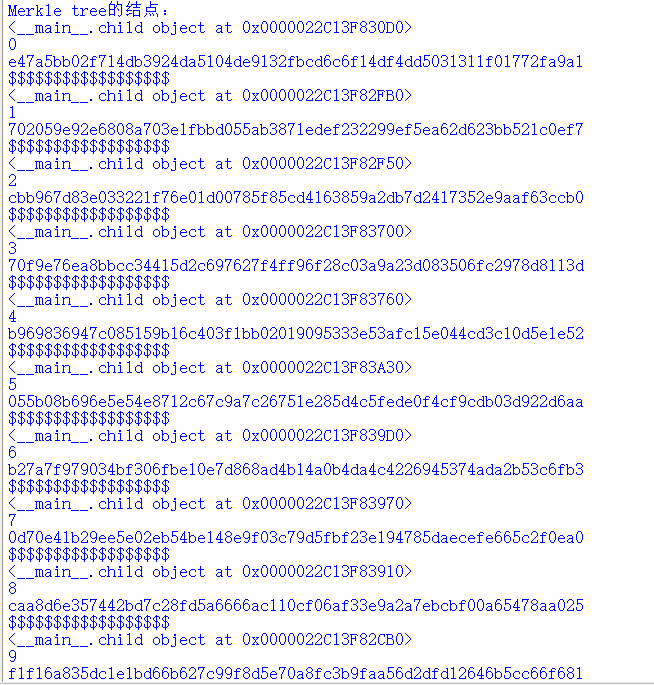 Merkle tree的结点：
<__main__.child object at 0x0000022C13F830D0>
0
e47a5bb02f714db3924da5104de9132fbcd6c6f14df4dd5031311f01772fa9a1
$$$$$$$$$$$$$$$$$$
<__main__.child object at 0x0000022C13F82FB0>
1
702059e92e6808a703e1fbbd055ab3871edef232299ef5ea62d623bb521c0ef7
$$$$$$$$$$$$$$$$$$
<__main__.child object at 0x0000022C13F82F50>
2
cbb967d83e033221f76e01d00785f85cd4163859a2db7d2417352e9aaf63ccb0
$$$$$$$$$$$$$$$$$$
<__main__.child object at 0x0000022C13F83700>
3
70f9e76ea8bbcc34415d2c697627f4ff96f28c03a9a23d083506fc2978d8113d
$$$$$$$$$$$$$$$$$$
<__main__.child object at 0x0000022C13F83760>
4
b969836947c085159b16c403f1bb02019095333e53afc15e044cd3c10d5e1e52
$$$$$$$$$$$$$$$$$$
<__main__.child object at 0x0000022C13F83A30>
5
055b08b696e5e54e8712c67c9a7c26751e285d4c5fede0f4cf9cdb03d922d6aa
$$$$$$$$$$$$$$$$$$
<__main__.child object at 0x0000022C13F839D0>
6
b27a7f979034bf306fbe10e7d868ad4b14a0b4da4c4226945374ada2b53c6fb3
$$$$$$$$$$$$$$$$$$
<__main__.child object at 0x0000022C13F83970>
7
0d70e41b29ee5e02eb54be148e9f03c79d5fbf23e194785daecefe665c2f0ea0
$$$$$$$$$$$$$$$$$$
<__main__.child object at 0x0000022C13F83910>
8
caa8d6e357442bd7c28fd5a6666ac110cf06af33e9a2a7ebcbf00a65478aa025
$$$$$$$$$$$$$$$$$$
<__main__.child object at 0x0000022C13F82CB0>
9
f1f16a835dc1e1bd66b627c99f8d5e70a8fc3b9faa56d2dfd12646b5cc66f681